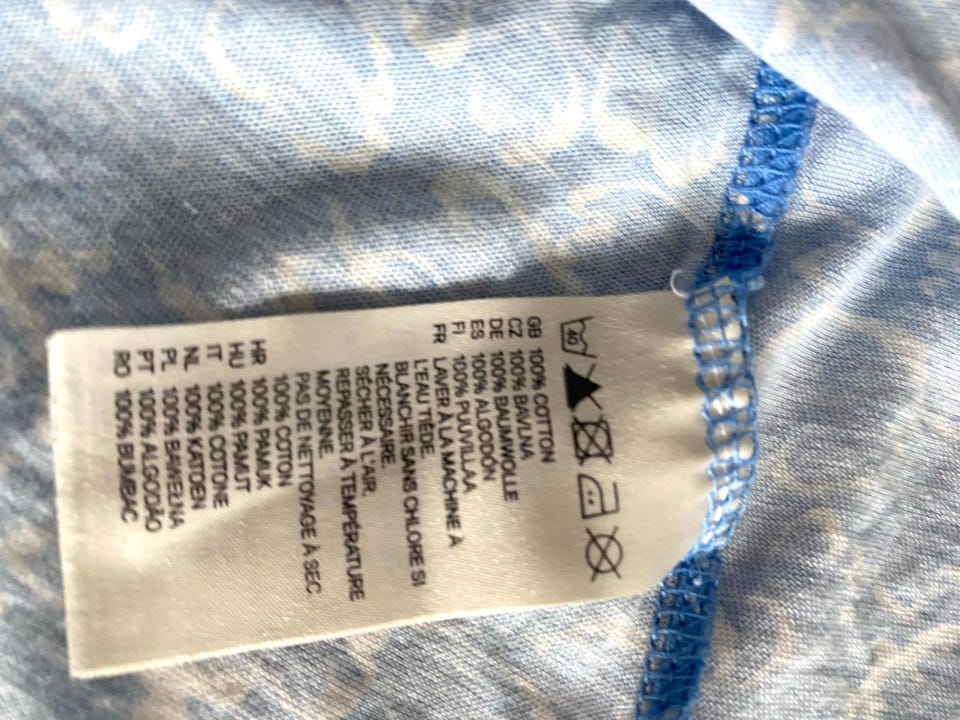 40
GB 100% COTTON
CZ 100% BAVLNA
DE 100% BAUMWOLLE
ES 100% ALGODÓN
FI 100% PUUVILLAA
FR LAVER À LA MACHINE À
L'EAU TIÈDE.
BLANCHIR SANS CHLORE SI
NÉCESSAIRE.
SÉCHER À L'AIR.
REPASSER À TEMPÉRATURE
MOYENNE.
PAS DE NETTOYAGE À SEC
100% COTON
HR 100% PAMUK
HU 100% PAMUT
IT 100% COTONE
NL 100% KATOEN
PL 100% BAWEŁNA
PT 100% ALGODÃO
RO 100% BUMBAC